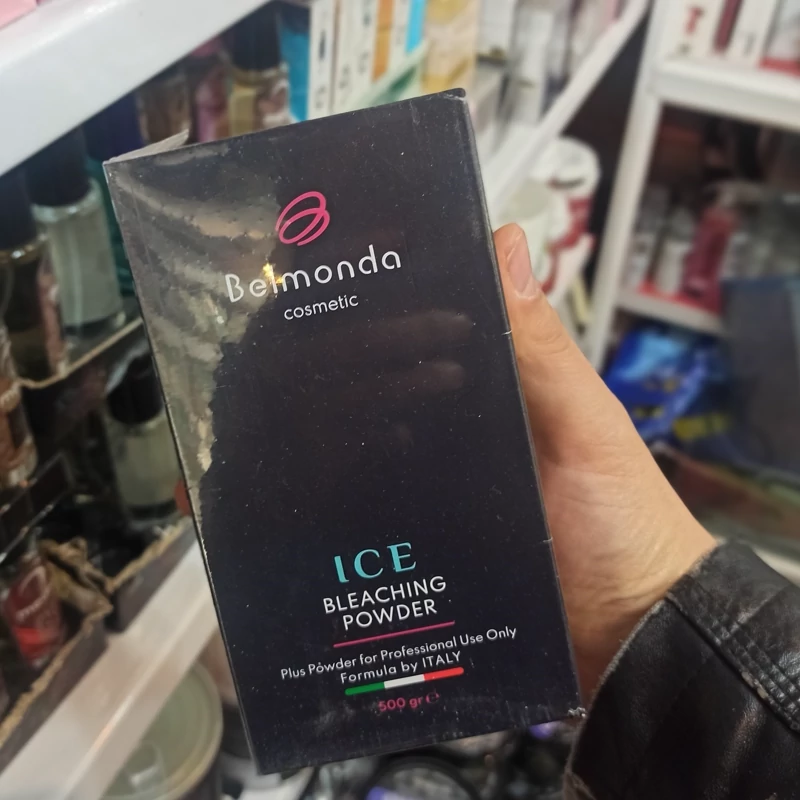 Belmonda
cosmetic
ICE
BLEACHING
POWDER
Plus Powder for Professional Use Only
Formula by ITALY
500 gr ℮